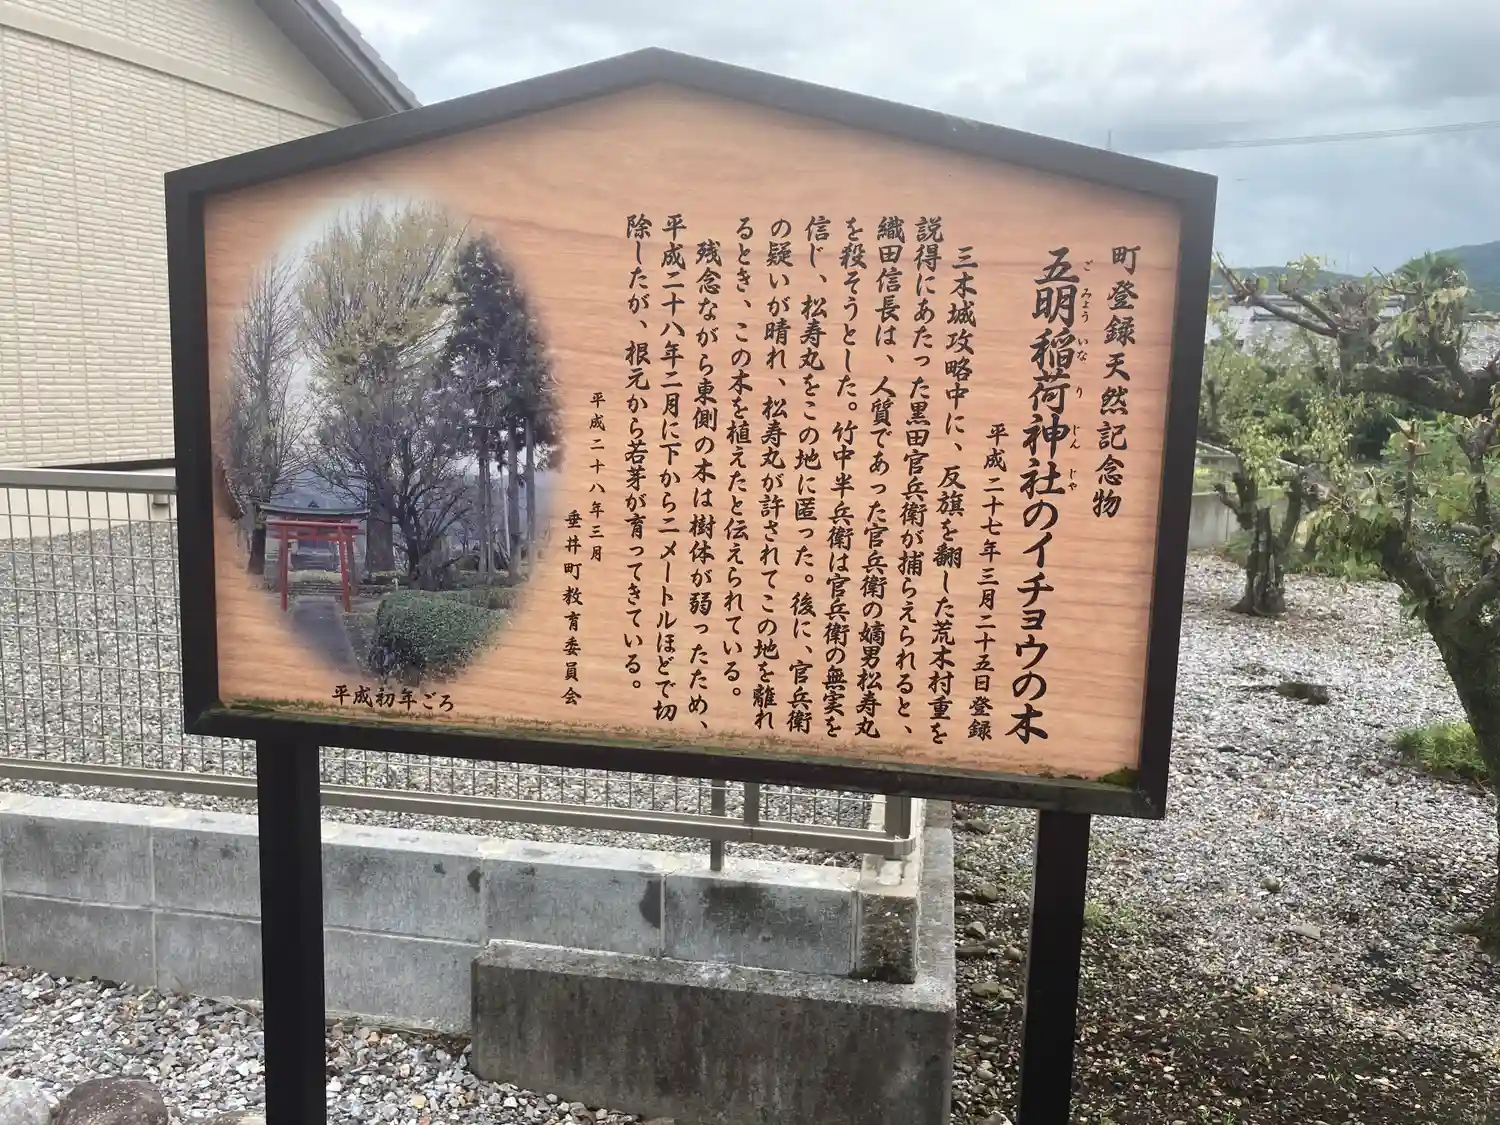 町登録天然記念物
五明稲荷神社のイチョウの木
ごみょういなりじんじゃ
平成二十七年三月二十五日登録
三木城攻略中に、反旗を翻した荒木村重を
説得にあたった黒田官兵衛が捕らえられると、
織田信長は、人質であった官兵衛の嫡男松寿丸
を殺そうとした。竹中半兵衛は官兵衛の無実を
信じ、松寿丸をこの地に匿った。後に、官兵衛
の疑いが晴れ、松寿丸が許されてこの地を離れ
るとき、この木を植えたと伝えられている。
残念ながら東側の木は樹体が弱ったため、
平成二十八年二月に下から二メートルほどで切
除したが、根元から若芽が育ってきている。
平成二十八年三月
垂井町教育委員会
平成初年ごろ